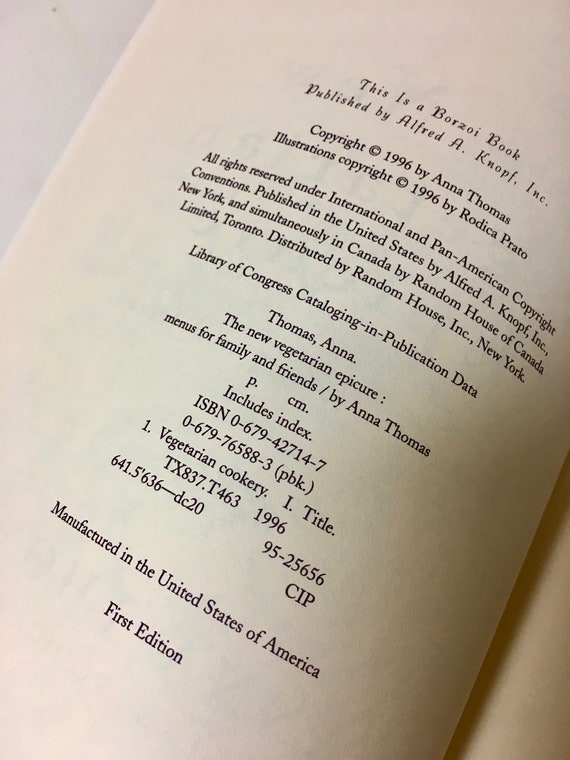 This Is a Borzoi Book
Published by Alfred A. Knopf, Inc.
Copyright © 1996 by Anna Thomas
Illustrations copyright © 1996 by Rodica Prato
All rights reserved under International and Pan-American Copyright
Conventions. Published in the United States by Alfred A. Knopf, Inc.,
New York, and simultaneously in Canada by Random House of Canada
Limited, Toronto. Distributed by Random House, Inc., New York.
Library of Congress Cataloging-in-Publication Data
Thomas, Anna.
The new vegetarian epicure :
menus for family and friends / by Anna Thomas
p. cm.
Includes index.
ISBN 0-679-42714-7
0-679-76588-3 (pbk.)
1. Vegetarian cookery. I. Title.
TX837.T463 1996
641.5'636—dc20 95-25656
CIP
Manufactured in the United States of America
First Edition